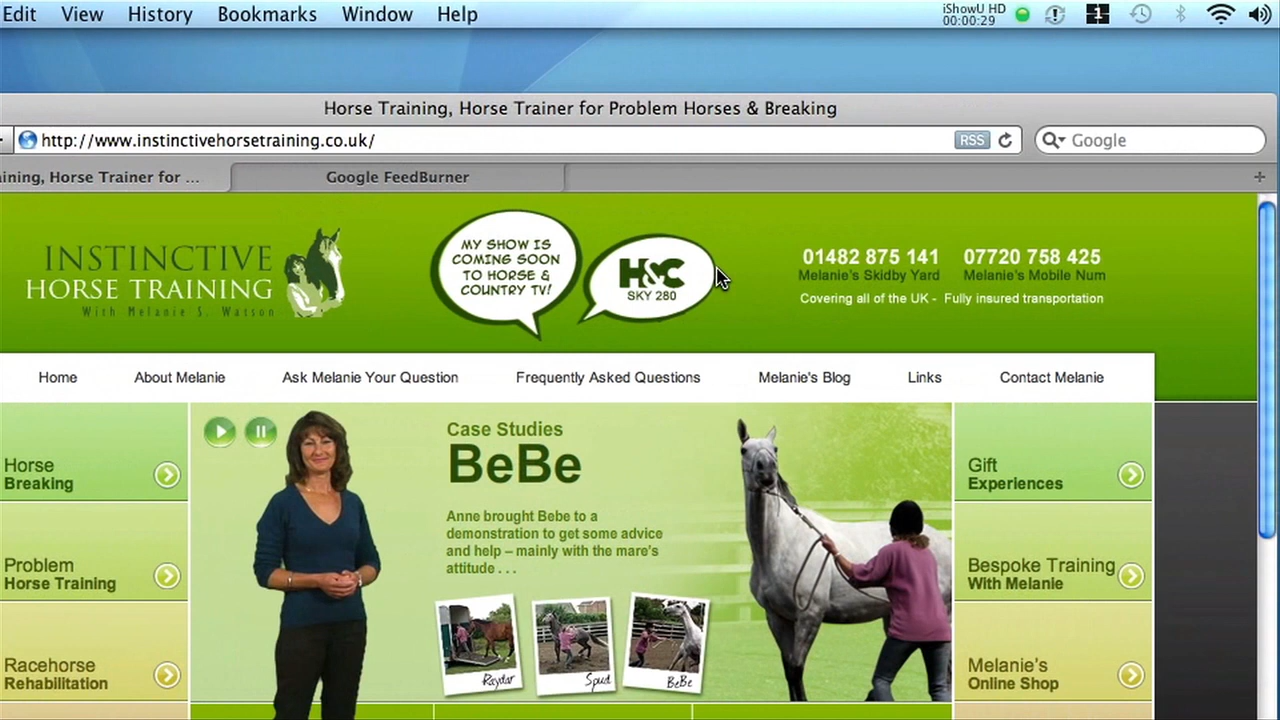 Edit View History Bookmarks Window Help
iShowU HD
00:00:29
1
Horse Training, Horse Trainer for Problem Horses & Breaking
http://www.instinctivehorsetraining.co.uk/
RSS
Google
ining, Horse Trainer for ...
Google FeedBurner
INSTINCTIVE
HORSE TRAINING
With Melanie S. Watson
MY SHOW IS
COMING SOON
TO HORSE &
COUNTRY TV!
H&C
SKY 280
01482 875 141
Melanie's Skidby Yard
07720 758 425
Melanie's Mobile Num
Covering all of the UK - Fully insured transportation
Home
About Melanie
Ask Melanie Your Question
Frequently Asked Questions
Melanie's Blog
Links
Contact Melanie
Horse
Breaking
Problem
Horse Training
Racehorse
Rehabilitation
Case Studies
BeBe
Anne brought Bebe to a
demonstration to get some advice
and help – mainly with the mare's
attitude . . .
Raydar
Spud
BeBe
Gift
Experiences
Bespoke Training
With Melanie
Melanie's
Online Shop